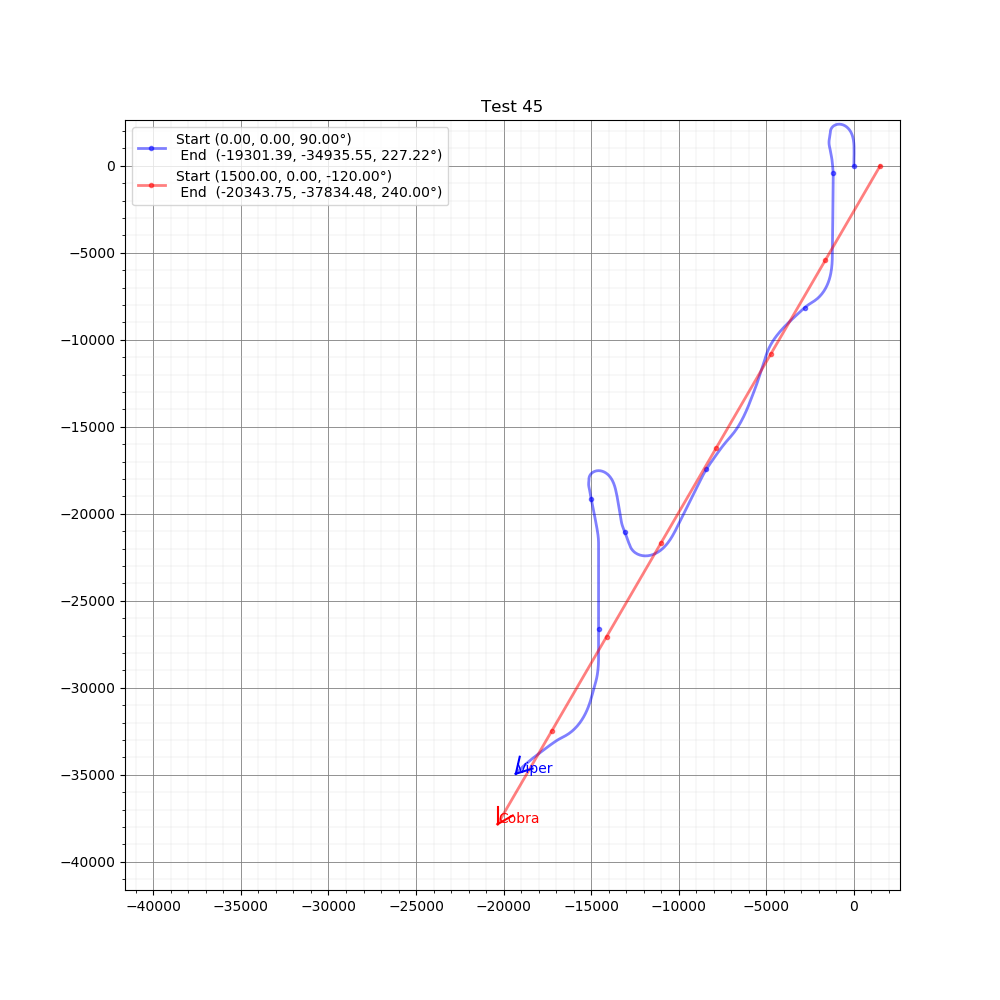 Test 45
Start (0.00, 0.00, 90.00°)
End (-19301.39, -34935.55, 227.22°)
Start (1500.00, 0.00, -120.00°)
End (-20343.75, -37834.48, 240.00°)
0
−5000
−10000
−15000
−20000
−25000
−30000
−35000
−40000
Viper
Cobra
−40000 −35000 −30000 −25000 −20000 −15000 −10000 −5000 0